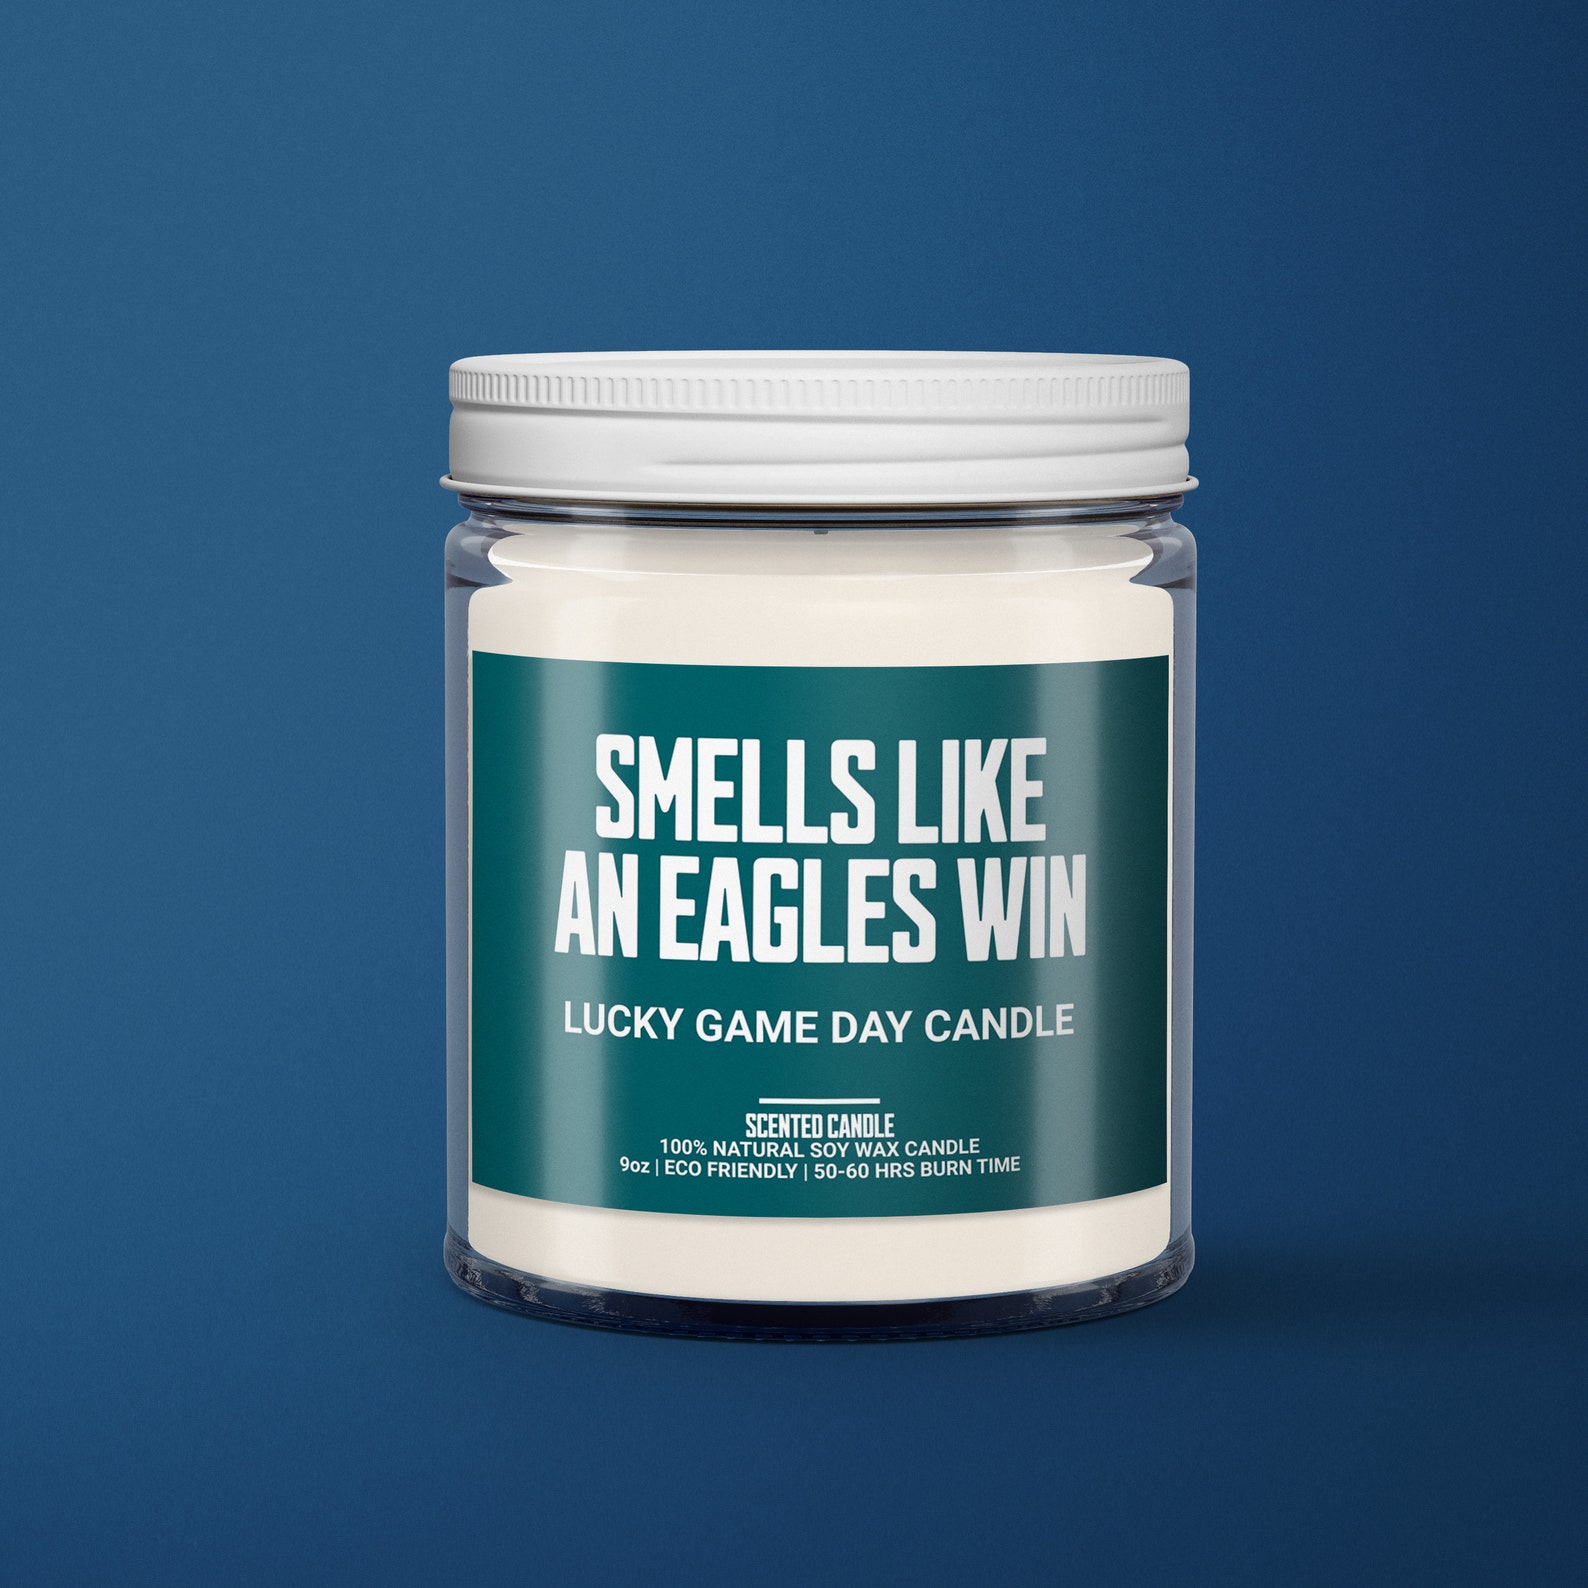 SMELLS LIKE
AN EAGLES WIN
LUCKY GAME DAY CANDLE
SCENTED CANDLE
100% NATURAL SOY WAX CANDLE
9oz | ECO FRIENDLY | 50-60 HRS BURN TIME